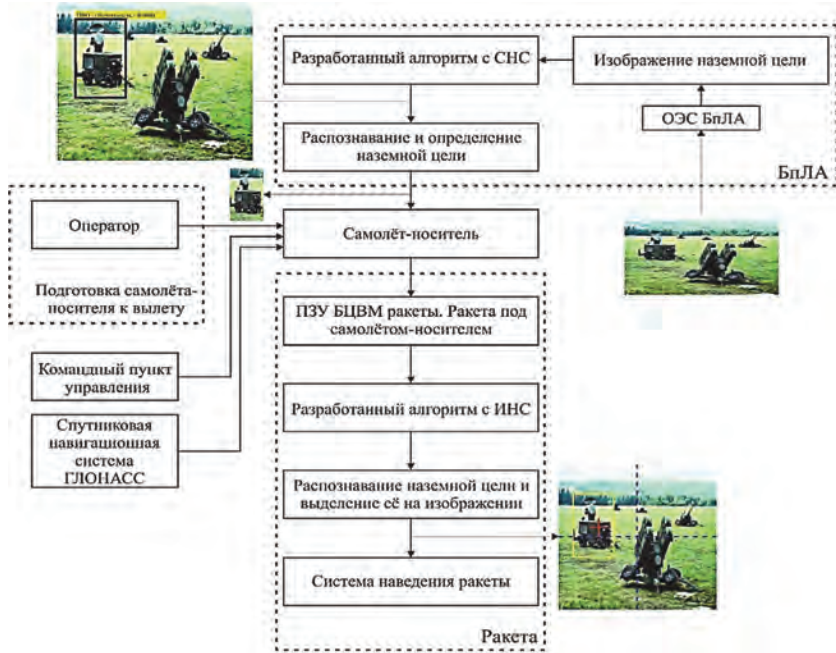 Разработанный алгоритм с СНС
Изображение наземной цели
ОЭС БпЛА
Распознавание и определение
наземной цели
БпЛА
Оператор
Самолёт-носитель
Подготовка самолёта-
носителя к вылету
ПЗУ БЦВМ ракеты. Ракета под
самолётом-носителем
Командный пункт
управления
Разработанный алгоритм с ИНС
Спутниковая
навигационная
система
ГЛОНАСС
Распознавание наземной цели и
выделение её на изображении
Система наведения ракеты
Ракета